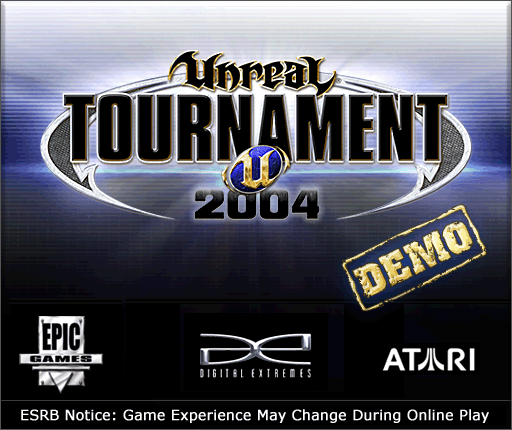 Unreal
TOURNAMENT
U
2004
DEMO
EPIC
GAMES
DIGITAL EXTREMES
ATARI
ESRB Notice: Game Experience May Change During Online Play